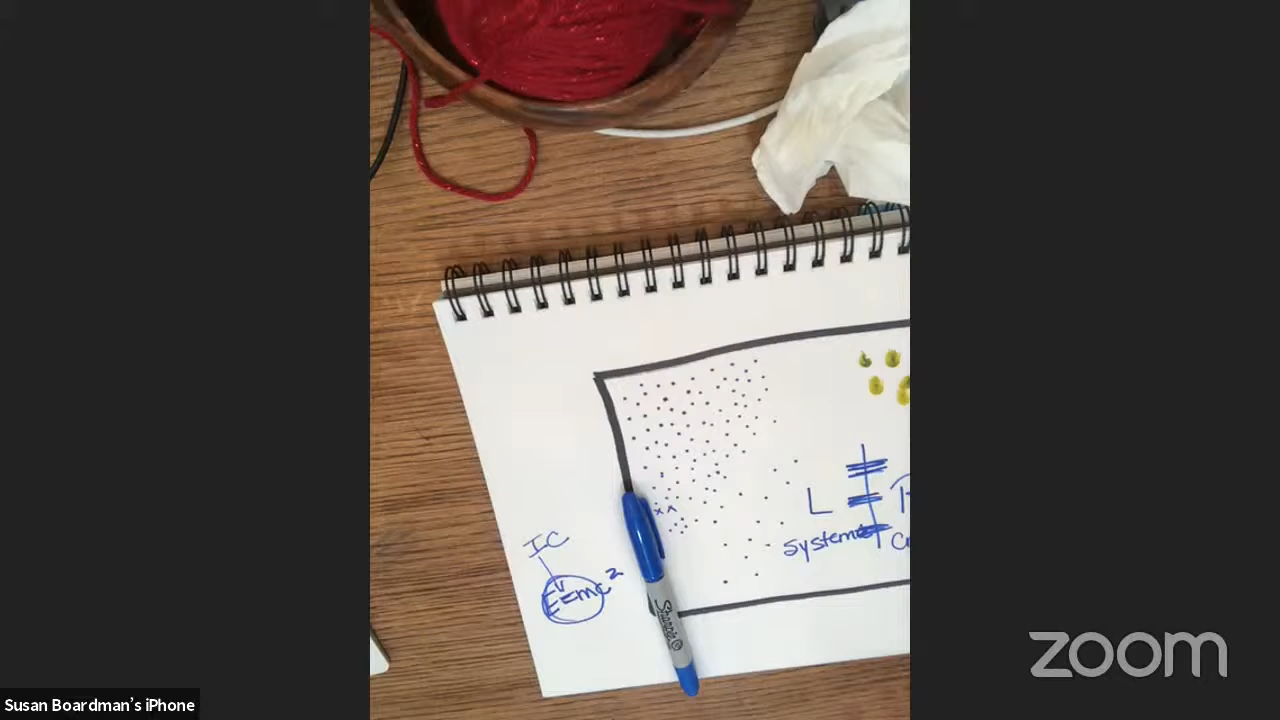 IC
E=mc²
L
System
Sharpie
zoom
Susan Boardman's iPhone